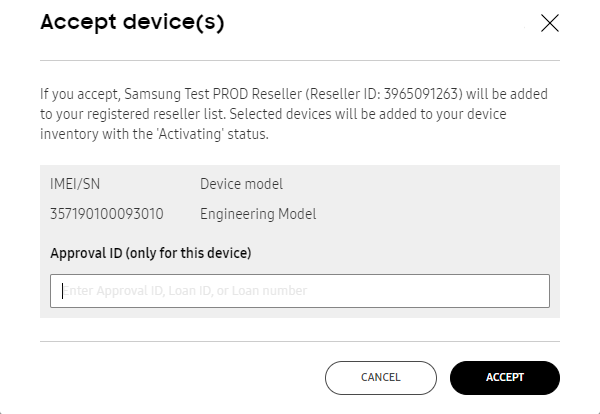 Accept device(s)
If you accept, Samsung Test PROD Reseller (Reseller ID: 3965091263) will be added
to your registered reseller list. Selected devices will be added to your device
inventory with the 'Activating' status.
IMEI/SN Device model
357190100093010 Engineering Model
Approval ID (only for this device)
Enter Approval ID, Loan ID, or Loan number
CANCEL ACCEPT